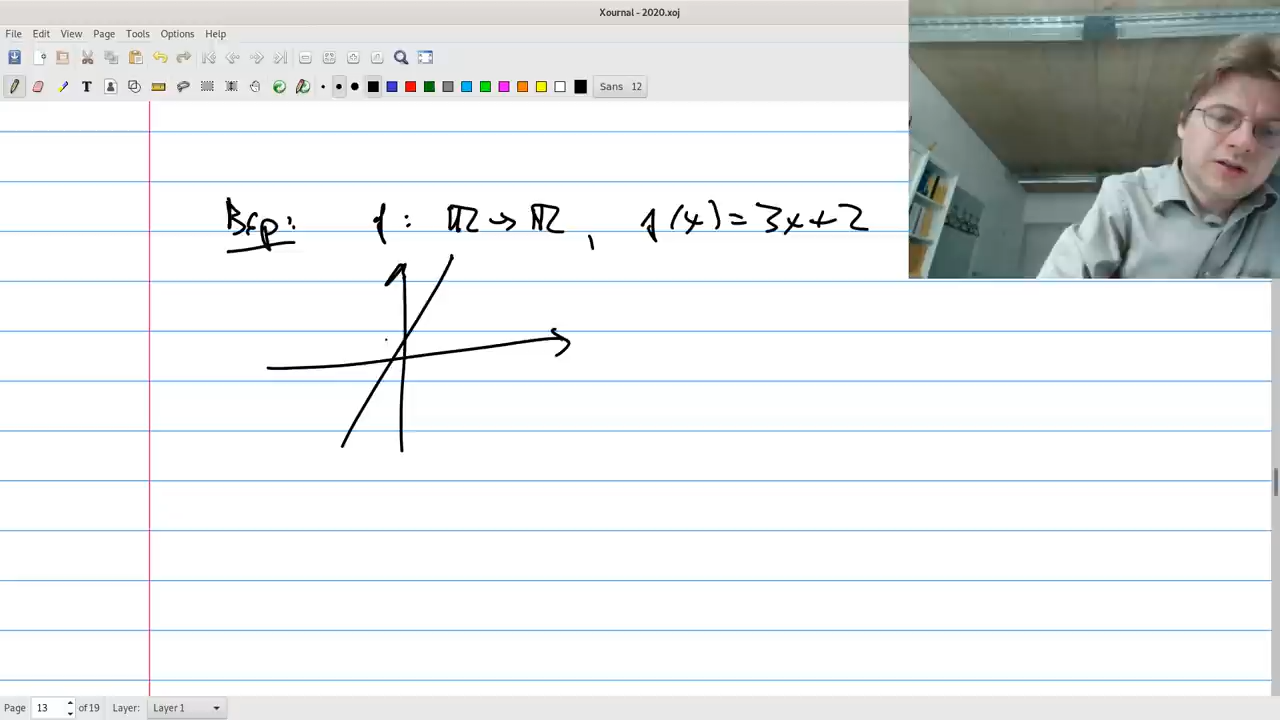 Xournal - 2020.xoj
File Edit View Page Tools Options Help
T Sans 12
Bsp: f: ℝ → ℝ, f(x) = 3x + 2
Page 13 of 19 Layer: Layer 1